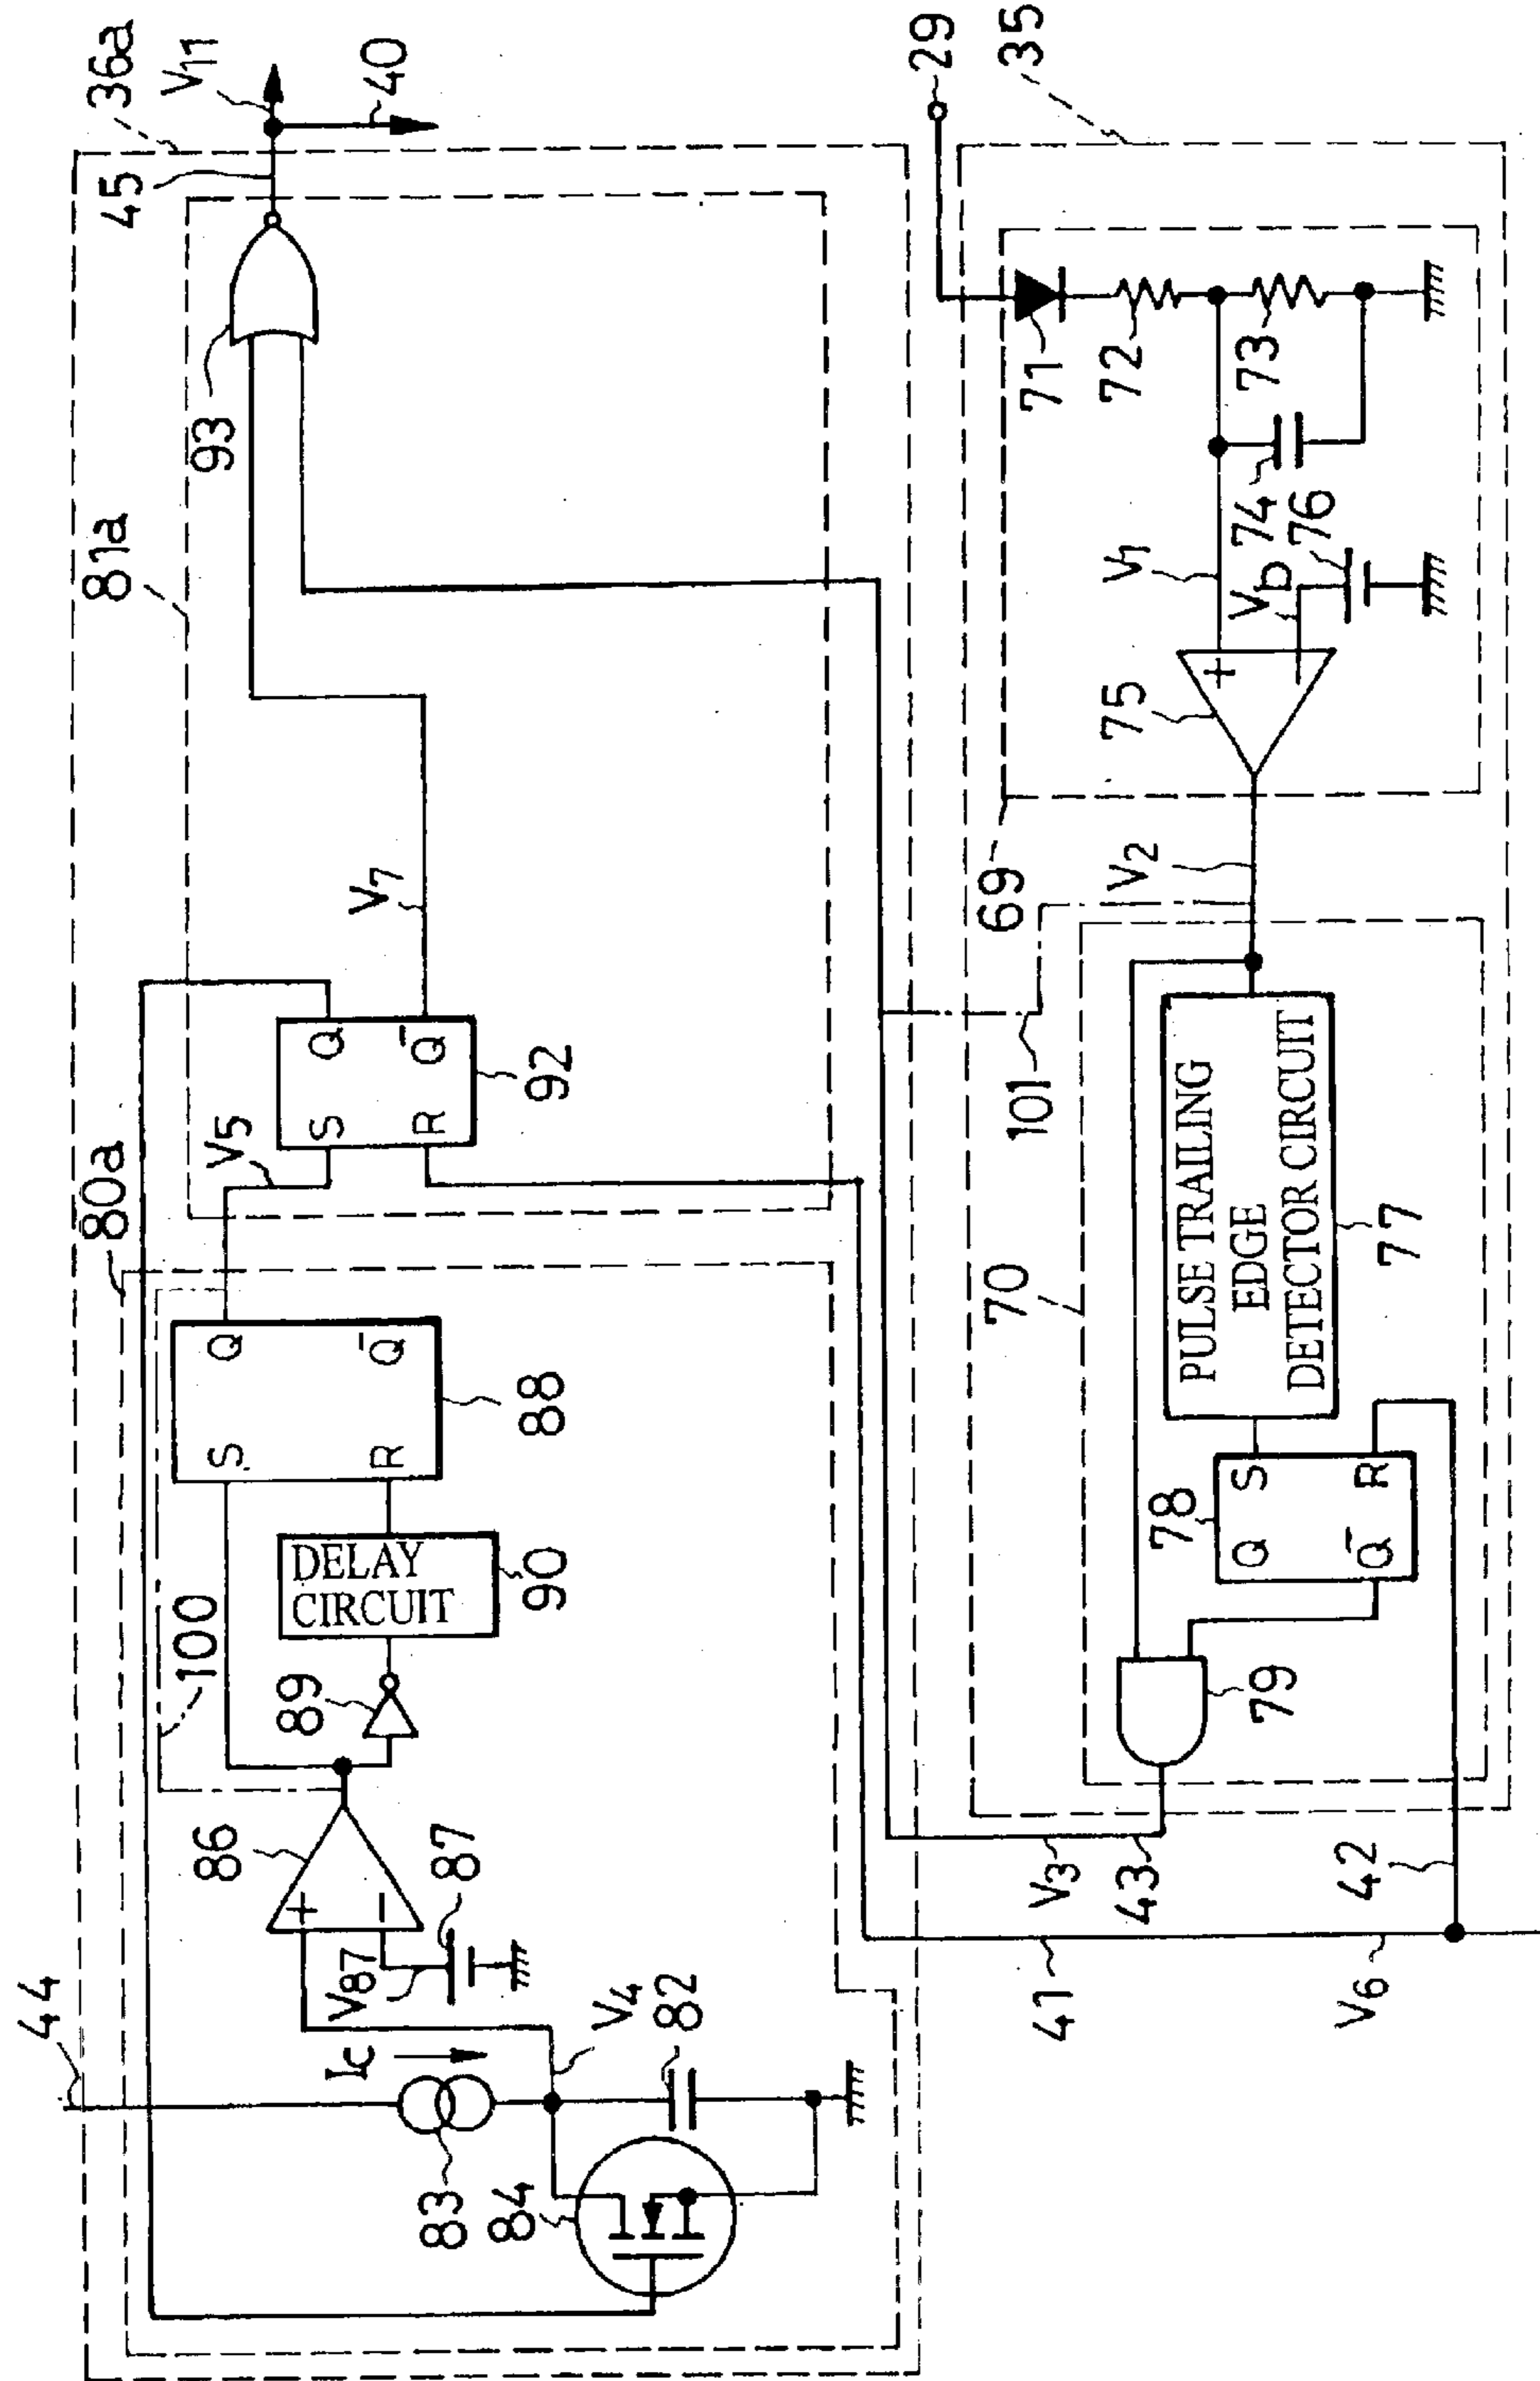 44
80a
81a
36a
V11
45
40
100
V5
93
86
89
S
Q
Q
S
V7
DELAY
CIRCUIT
R
Q̄
R
Q̄
+
−
V87
87
90
88
92
Ic
83
84
V4
82
V3
43
41
V6
42
70
101
69
V2
29
35
79
78
Q
S
Q̄
R
PULSE TRAILING
EDGE
DETECTOR CIRCUIT
77
75
+
−
V1
Vb
74
76
71
72
73